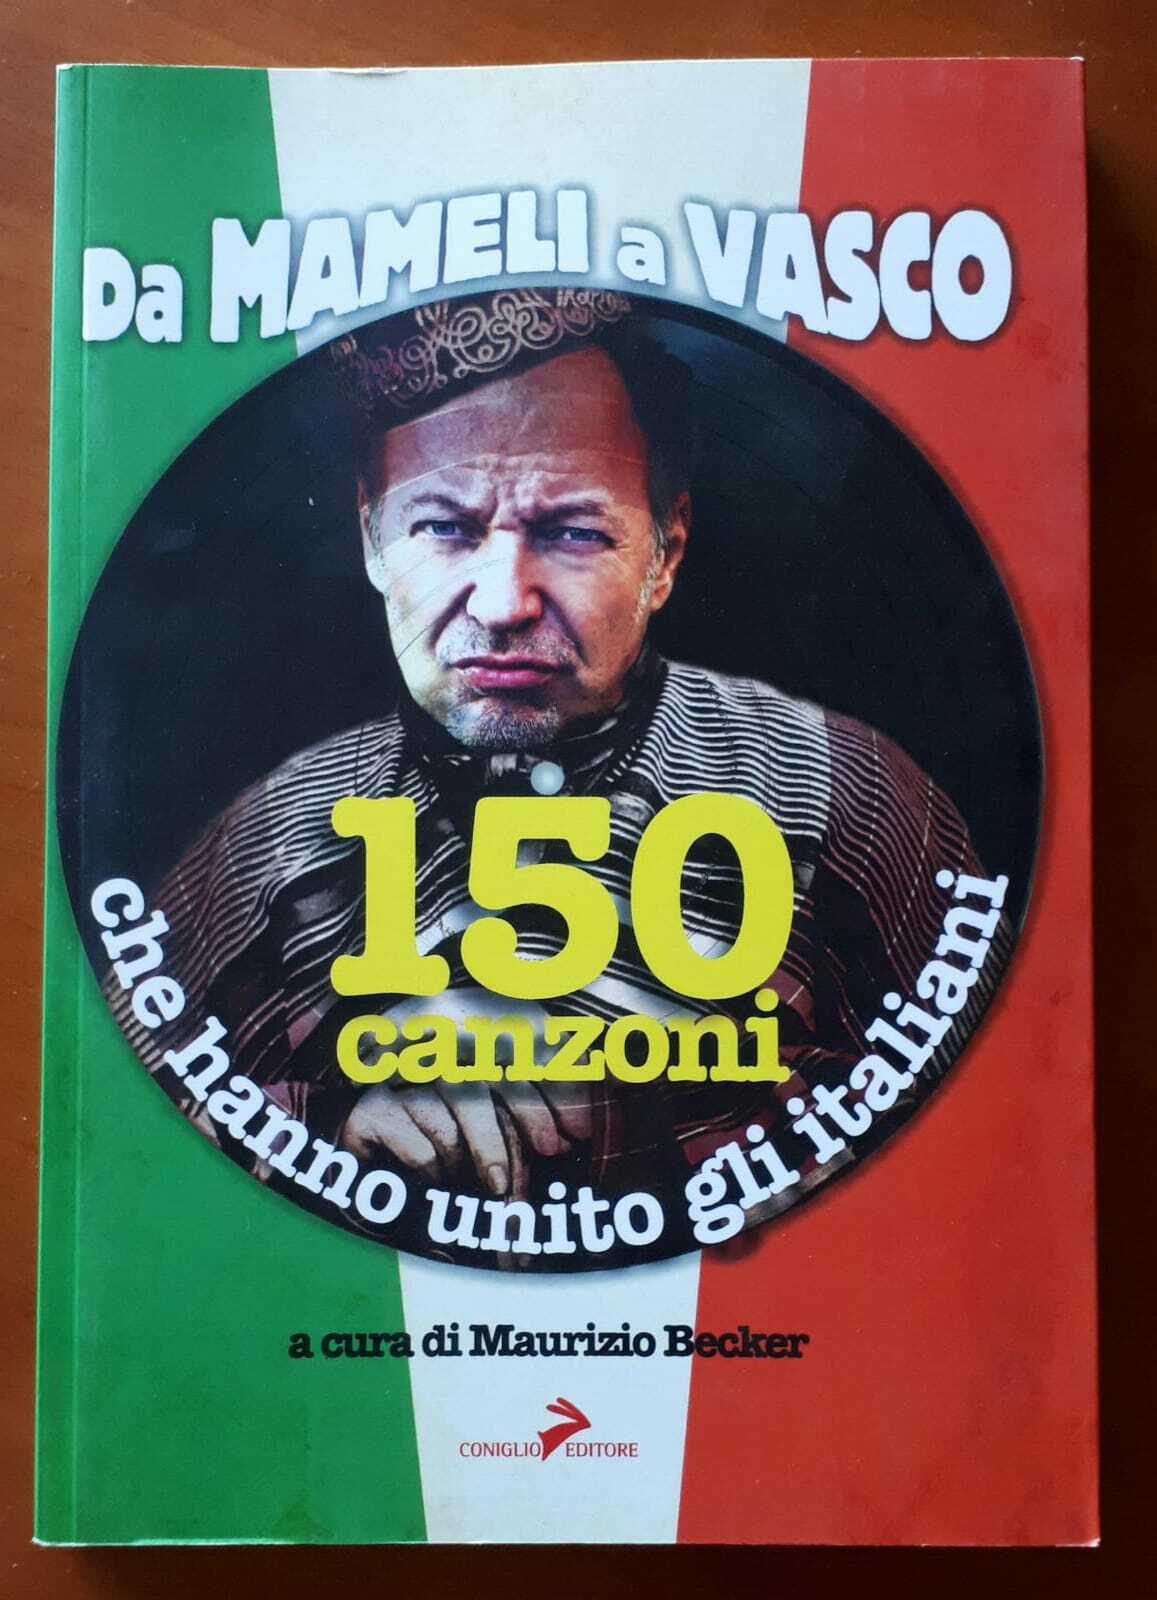 Da MAMELI a VASCO
150
canzoni
che hanno unito gli italiani
a cura di Maurizio Becker
CONIGLIO EDITORE